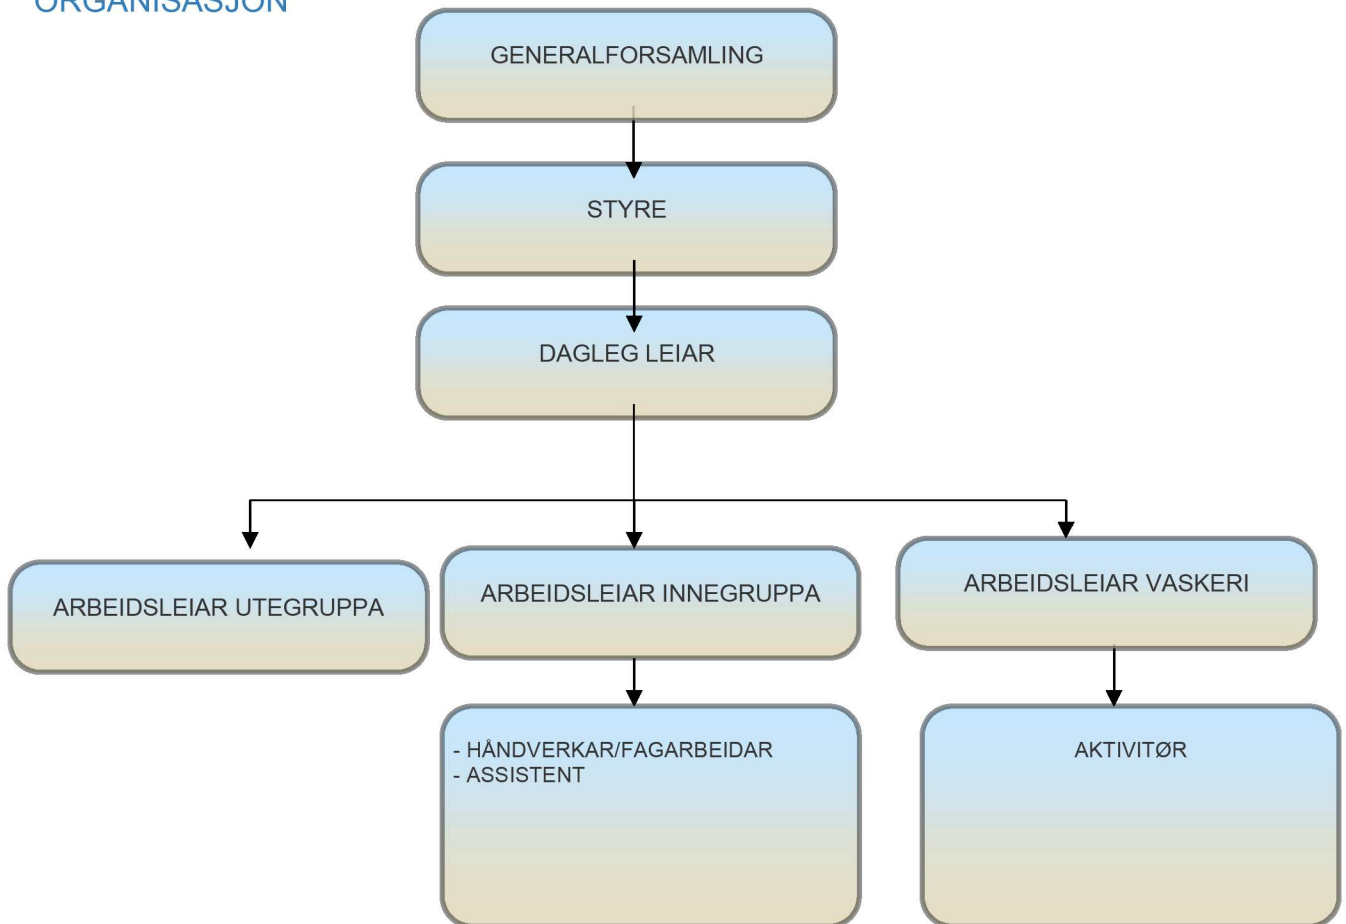 ORGANISASJON
GENERALFORSAMLING
STYRE
DAGLEG LEIAR
ARBEIDSLEIAR UTEGRUPPA
ARBEIDSLEIAR INNEGRUPPA
ARBEIDSLEIAR VASKERI
- HÅNDVERKAR/FAGARBEIDAR
- ASSISTENT
AKTIVITØR